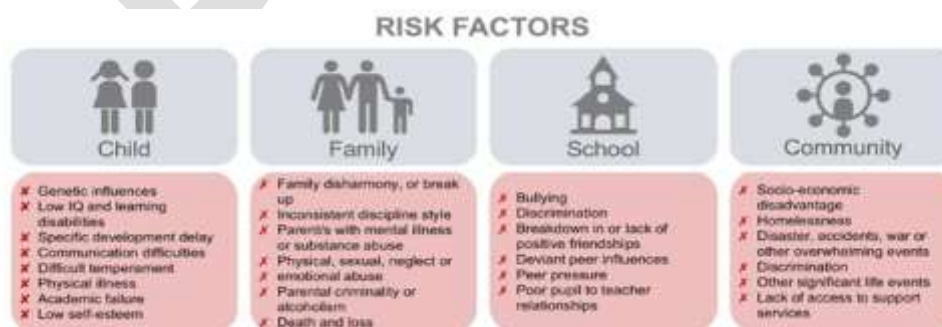 RISK FACTORS
Child
Family
School
Community
✘ Genetic influences
✘ Low IQ and learning
disabilities
✘ Specific development delay
✘ Communication difficulties
✘ Difficult temperament
✘ Physical illness
✘ Academic failure
✘ Low self-esteem
✘ Family disharmony, or break
up
✘ Inconsistent discipline style
✘ Parent/s with mental illness
or substance abuse
✘ Physical, sexual, neglect or
✘ emotional abuse
✘ Parental criminality or
alcoholism
✘ Death and loss
✘ Bullying
✘ Discrimination
✘ Breakdown in or lack of
positive friendships
✘ Deviant peer influences
✘ Peer pressure
✘ Poor pupil to teacher
relationships
✘ Socio-economic
disadvantage
✘ Homelessness
✘ Disaster, accidents, war or
other overwhelming events
✘ Discrimination
✘ Other significant life events
✘ Lack of access to support
services